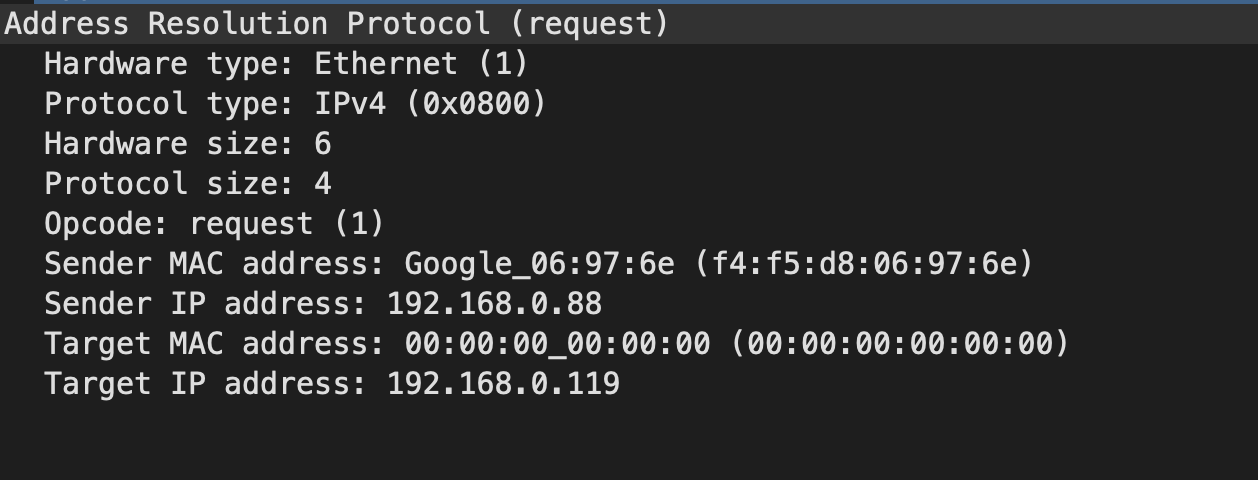 Address Resolution Protocol (request)
Hardware type: Ethernet (1)
Protocol type: IPv4 (0x0800)
Hardware size: 6
Protocol size: 4
Opcode: request (1)
Sender MAC address: Google_06:97:6e (f4:f5:d8:06:97:6e)
Sender IP address: 192.168.0.88
Target MAC address: 00:00:00_00:00:00 (00:00:00:00:00:00)
Target IP address: 192.168.0.119